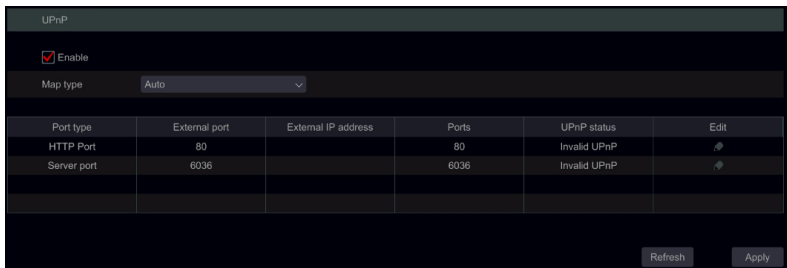 UPnP
Enable
Map type Auto
Port type External port External IP address Ports UPnP status Edit
HTTP Port 80 80 Invalid UPnP
Server port 6036 6036 Invalid UPnP
Refresh Apply